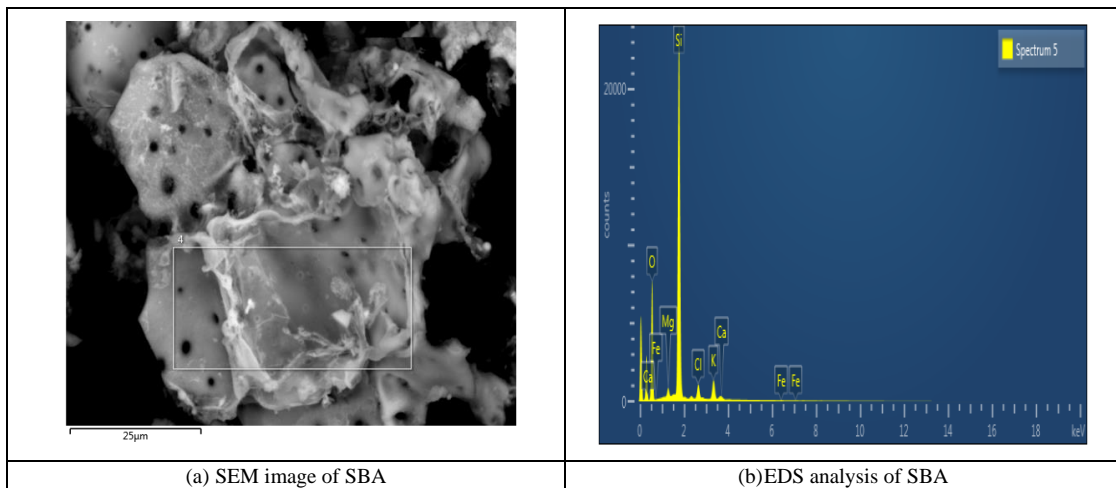 4
25µm
Spectrum 5
20000
counts
0
Si
O
Fe
Mg
Ca
Cl
K
Ca
Fe
Fe
0 2 4 6 8 10 12 14 16 18 keV
(a) SEM image of SBA
(b)EDS analysis of SBA